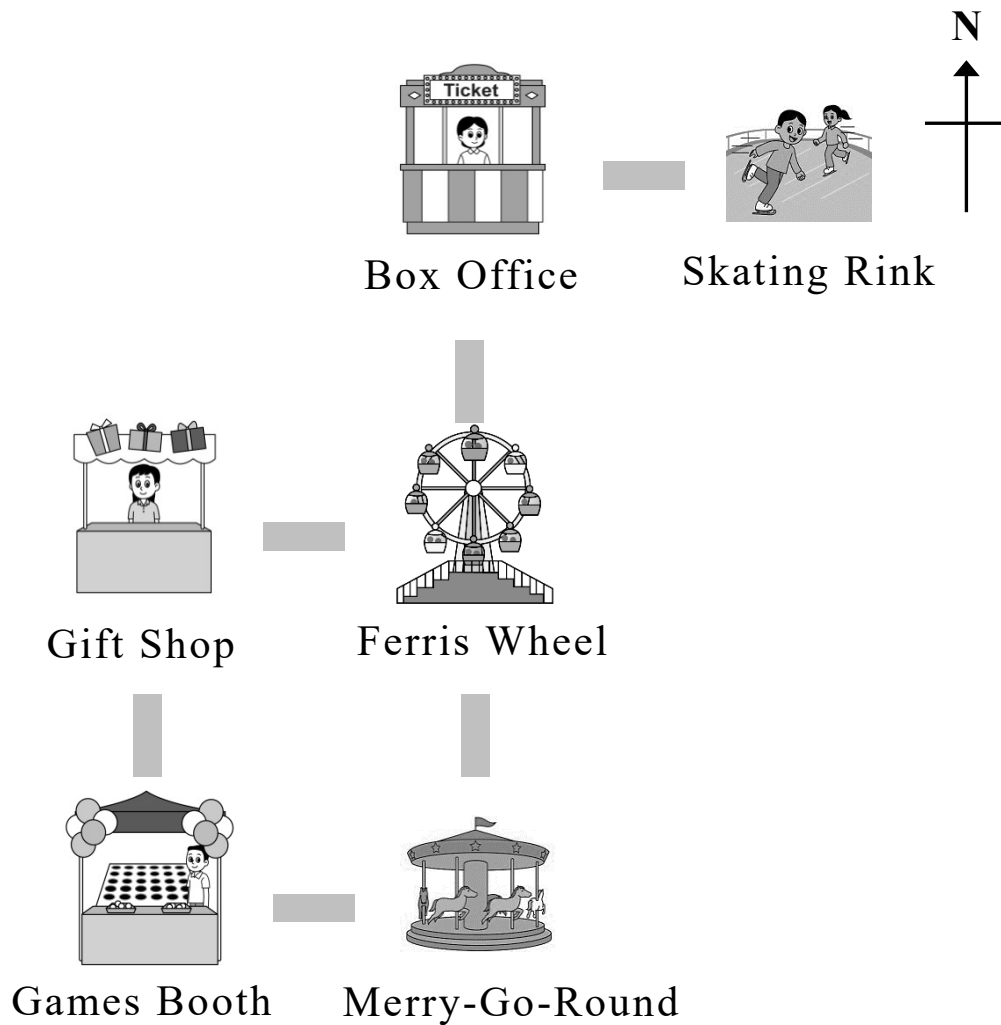 N
Ticket
Box Office
Skating Rink
Gift Shop
Ferris Wheel
Games Booth
Merry-Go-Round